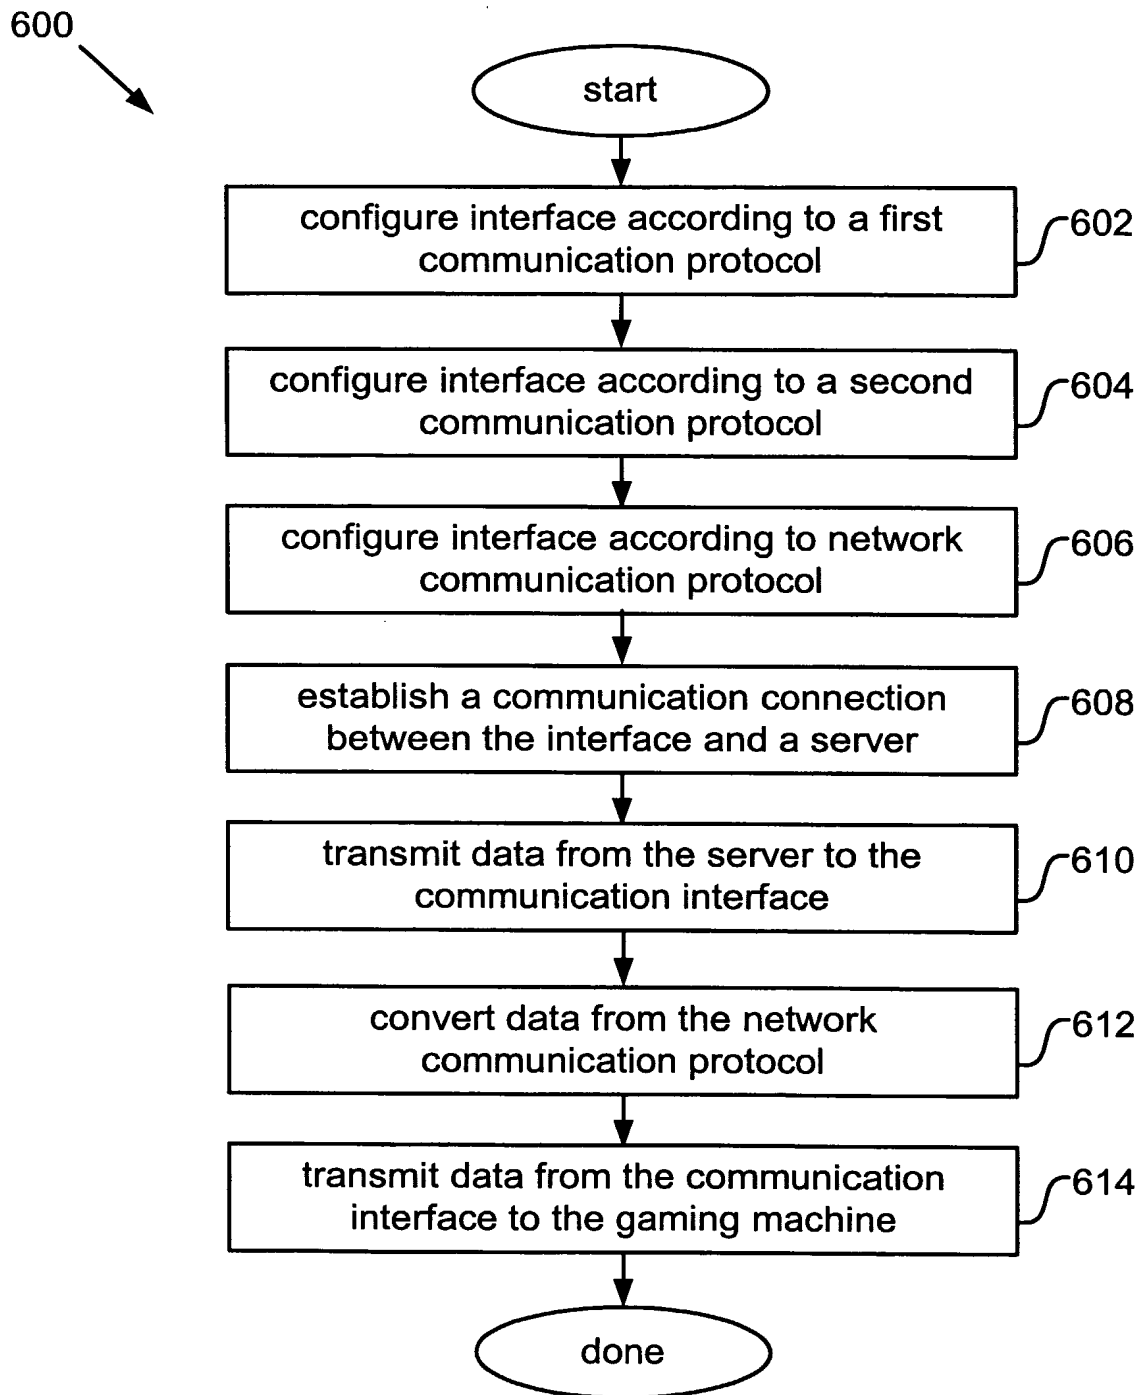 600
start
configure interface according to a first
communication protocol
602
configure interface according to a second
communication protocol
604
configure interface according to network
communication protocol
606
establish a communication connection
between the interface and a server
608
transmit data from the server to the
communication interface
610
convert data from the network
communication protocol
612
transmit data from the communication
interface to the gaming machine
614
done